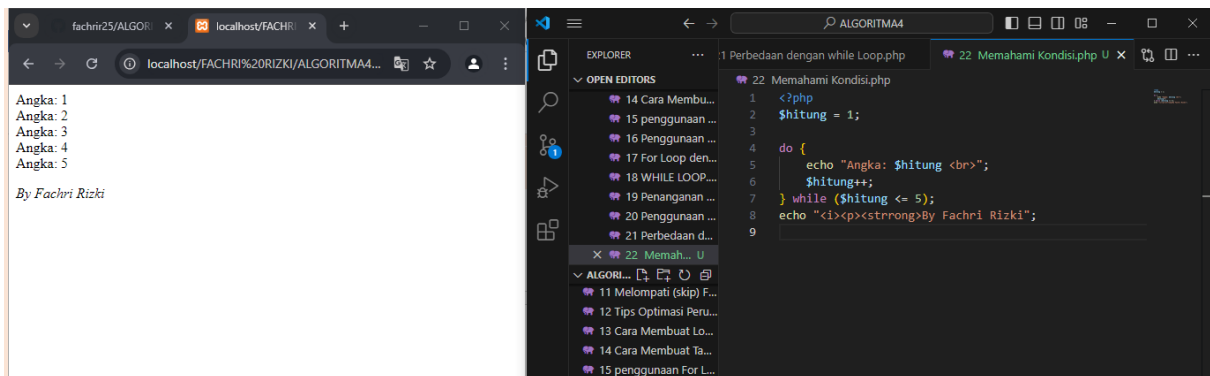 fachrir25/ALGORI
localhost/FACHRI
localhost/FACHRI%20RIZKI/ALGORITMA4...
Angka: 1
Angka: 2
Angka: 3
Angka: 4
Angka: 5
By Fachri Rizki
ALGORITMA4
EXPLORER
OPEN EDITORS
14 Cara Membu...
15 penggunaan ...
16 Penggunaan ...
17 For Loop den...
18 WHILE LOOP....
19 Penanganan ...
20 Penggunaan ...
21 Perbedaan d...
22 Memah... U
ALGORI...
11 Melompati (skip) F...
12 Tips Optimasi Peru...
13 Cara Membuat Lo...
14 Cara Membuat Ta...
15 penggunaan For L...
1
1 Perbedaan dengan while Loop.php
22 Memahami Kondisi.php U
22 Memahami Kondisi.php
1 <?php
2 $hitung = 1;
3
4 do {
5 echo "Angka: $hitung <br>";
6 $hitung++;
7 } while ($hitung <= 5);
8 echo "<i><p><strrong>By Fachri Rizki";
9